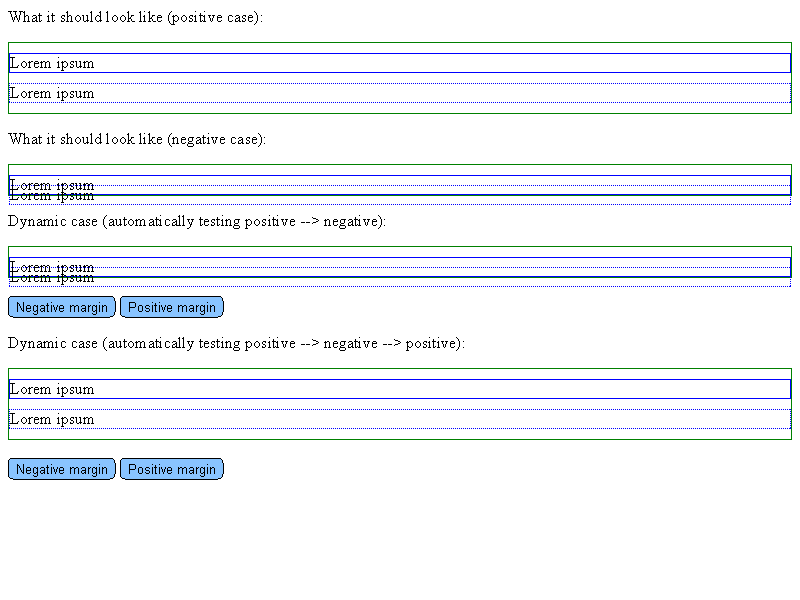 What it should look like (positive case):
Lorem ipsum
Lorem ipsum
What it should look like (negative case):
Lorem ipsum
Lorem ipsum
Dynamic case (automatically testing positive --> negative):
Lorem ipsum
Lorem ipsum
Negative margin Positive margin
Dynamic case (automatically testing positive --> negative --> positive):
Lorem ipsum
Lorem ipsum
Negative margin Positive margin